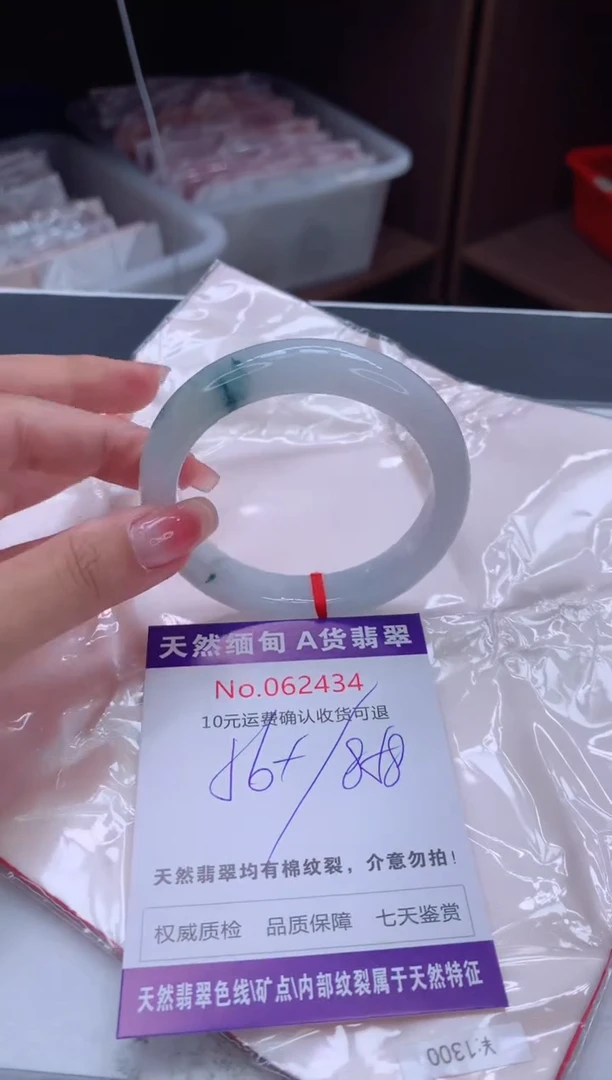 天然缅甸 A货翡翠
No.062434
10元运费确认收货可退
天然翡翠均有棉纹裂，介意勿拍！
权威质检 品质保障 七天鉴赏
天然翡翠色线\矿点\内部纹裂属于天然特征
:1300